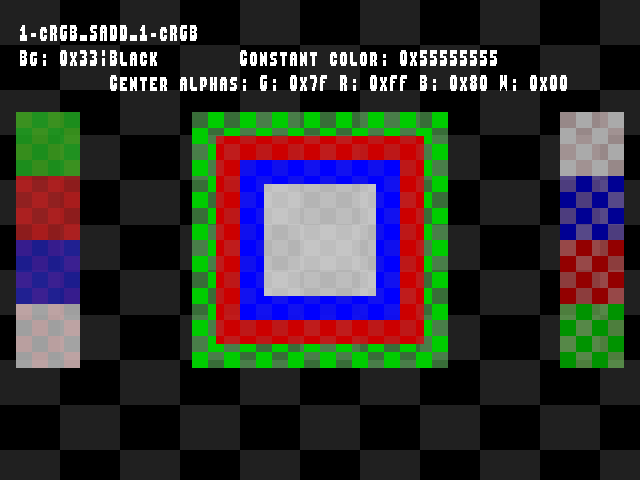 1-cRGB_SADD_1-cRGB
Bg: 0x33¦Black Constant color: 0x55555555
Center alphas: G: 0x7f R: 0xff B: 0x80 W: 0x00